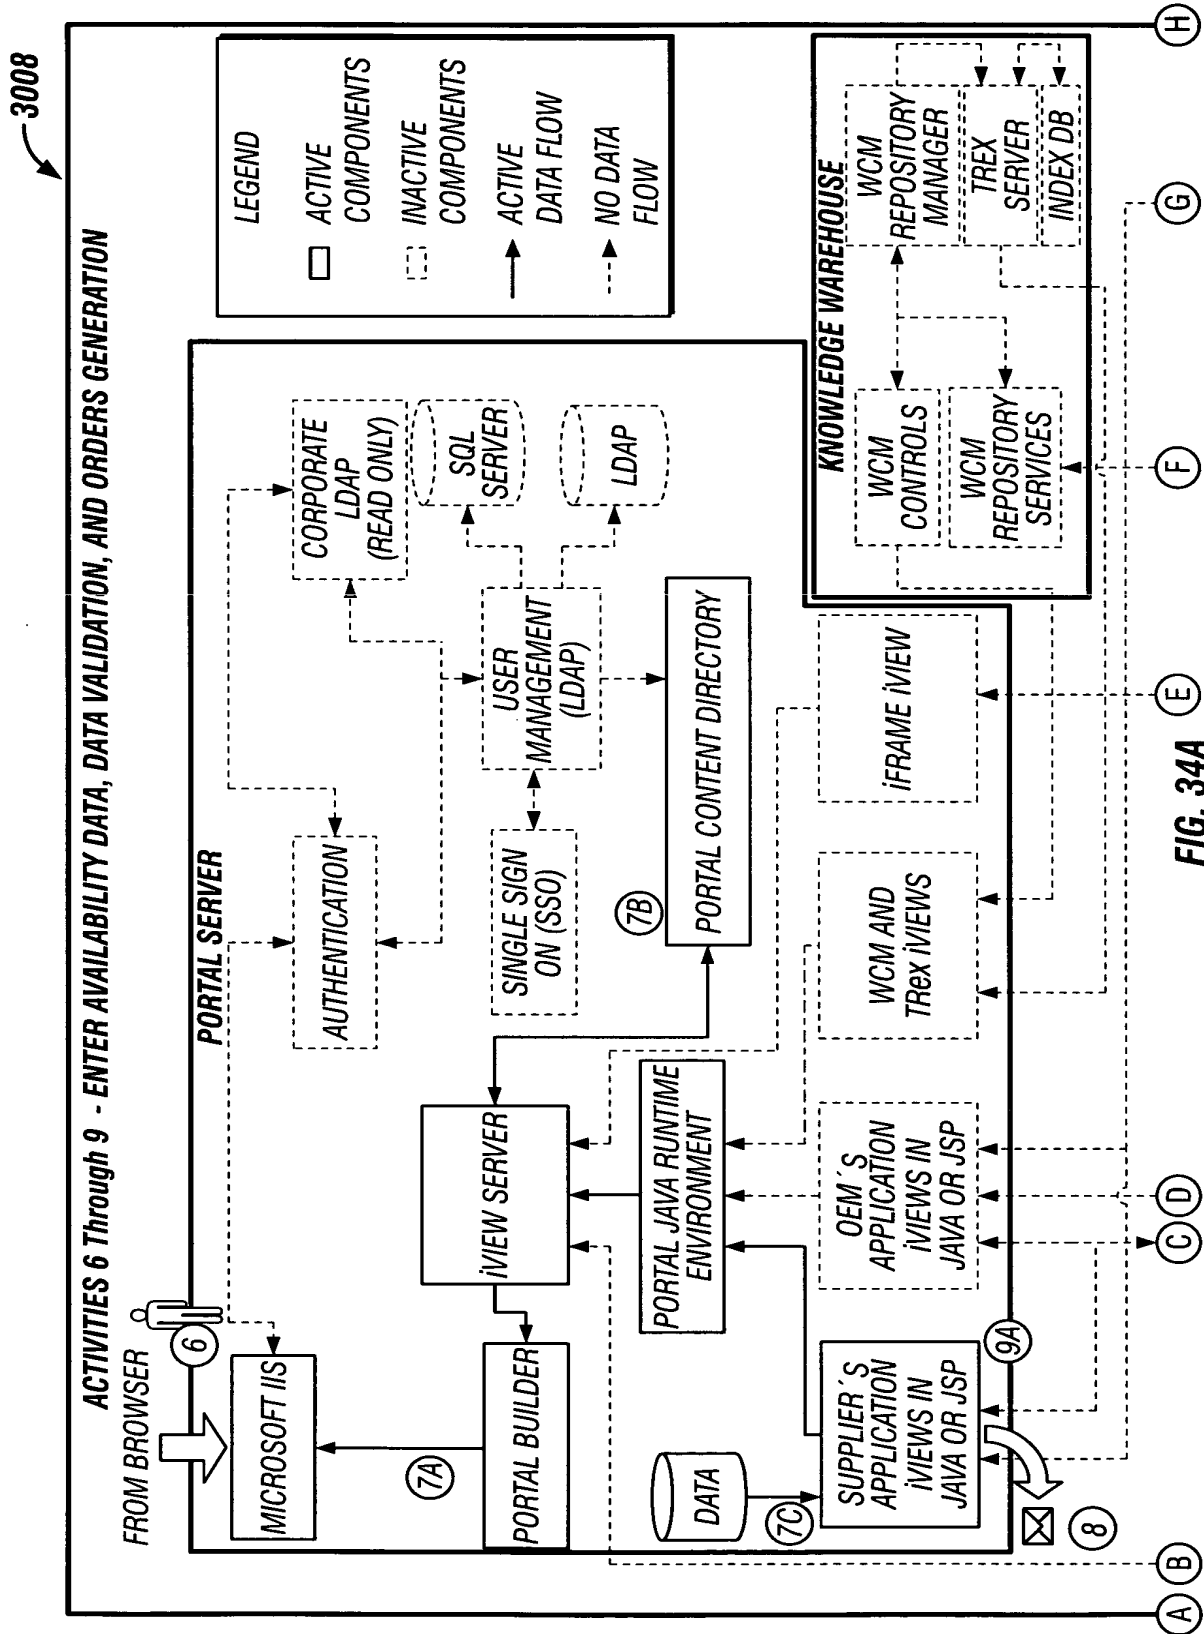 3008
ACTIVITIES 6 Through 9 - ENTER AVAILABILITY DATA, DATA VALIDATION, AND ORDERS GENERATION
FROM BROWSER
6
PORTAL SERVER
MICROSOFT IIS
AUTHENTICATION
CORPORATE
LDAP
(READ ONLY)
SQL
SERVER
LDAP
7A
PORTAL BUILDER
iVIEW SERVER
SINGLE SIGN
ON (SSO)
USER
MANAGEMENT
(LDAP)
7B
PORTAL CONTENT DIRECTORY
DATA
7C
PORTAL JAVA RUNTIME
ENVIRONMENT
SUPPLIER´S
APPLICATION
iVIEWS IN
JAVA OR JSP
OEM´S
APPLICATION
iVIEWS IN
JAVA OR JSP
WCM AND
TRex iVIEWS
iFRAME iVIEW
9A
8
LEGEND
ACTIVE
COMPONENTS
INACTIVE
COMPONENTS
ACTIVE
DATA FLOW
NO DATA
FLOW
KNOWLEDGE WAREHOUSE
WCM
CONTROLS
WCM
REPOSITORY
SERVICES
WCM
REPOSITORY
MANAGER
TREX
SERVER
INDEX DB
A
B
C
D
E
F
G
H
FIG. 34A